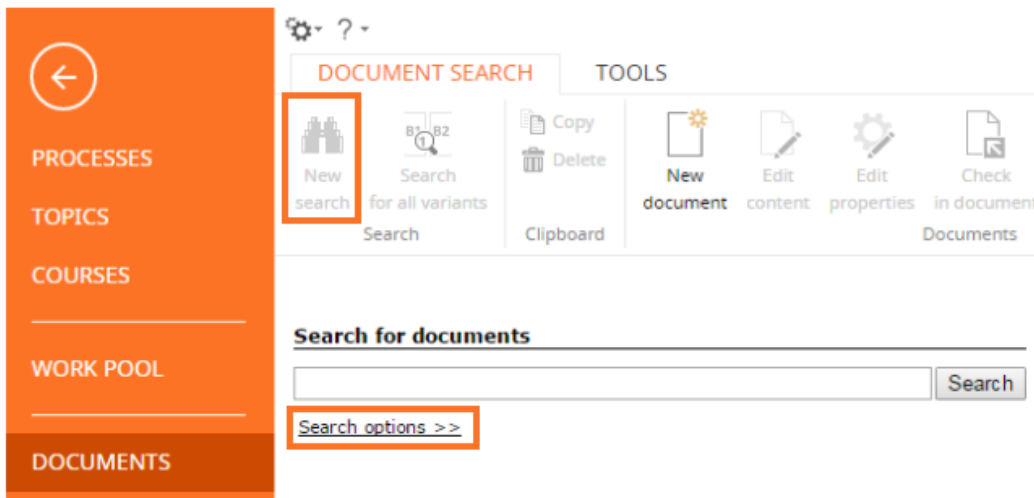 ?
DOCUMENT SEARCH TOOLS
New
search
Search
for all variants
Search
B1 B2
1
Copy
Delete
Clipboard
New
document
Edit
content
Edit
properties
Check
in document
Documents
PROCESSES
TOPICS
COURSES
WORK POOL
DOCUMENTS
Search for documents
Search
Search options >>